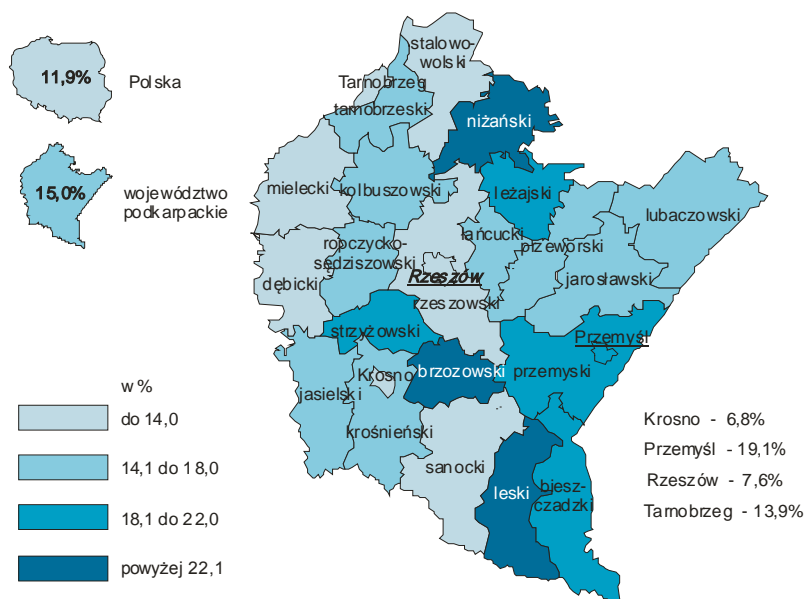 11,9%
Polska
15,0%
województwo
podkarpackie
stalowo-
wolski
Tarnobrzeg
tarnobrzeski
niżański
mielecki
kolbuszowski
leżajski
lubaczowski
ropczycko-
sędziszowski
łańcucki
przeworski
dębicki
Rzeszów
jarosławski
rzeszowski
strzyżowski
Przemyśl
brzozowski
przemyski
Krosno
jasielski
krośnieński
sanocki
leski
biesz-
czadzki
w %
do 14,0
14,1 do 18,0
18,1 do 22,0
powyżej 22,1
Krosno - 6,8%
Przemyśl - 19,1%
Rzeszów - 7,6%
Tarnobrzeg - 13,9%